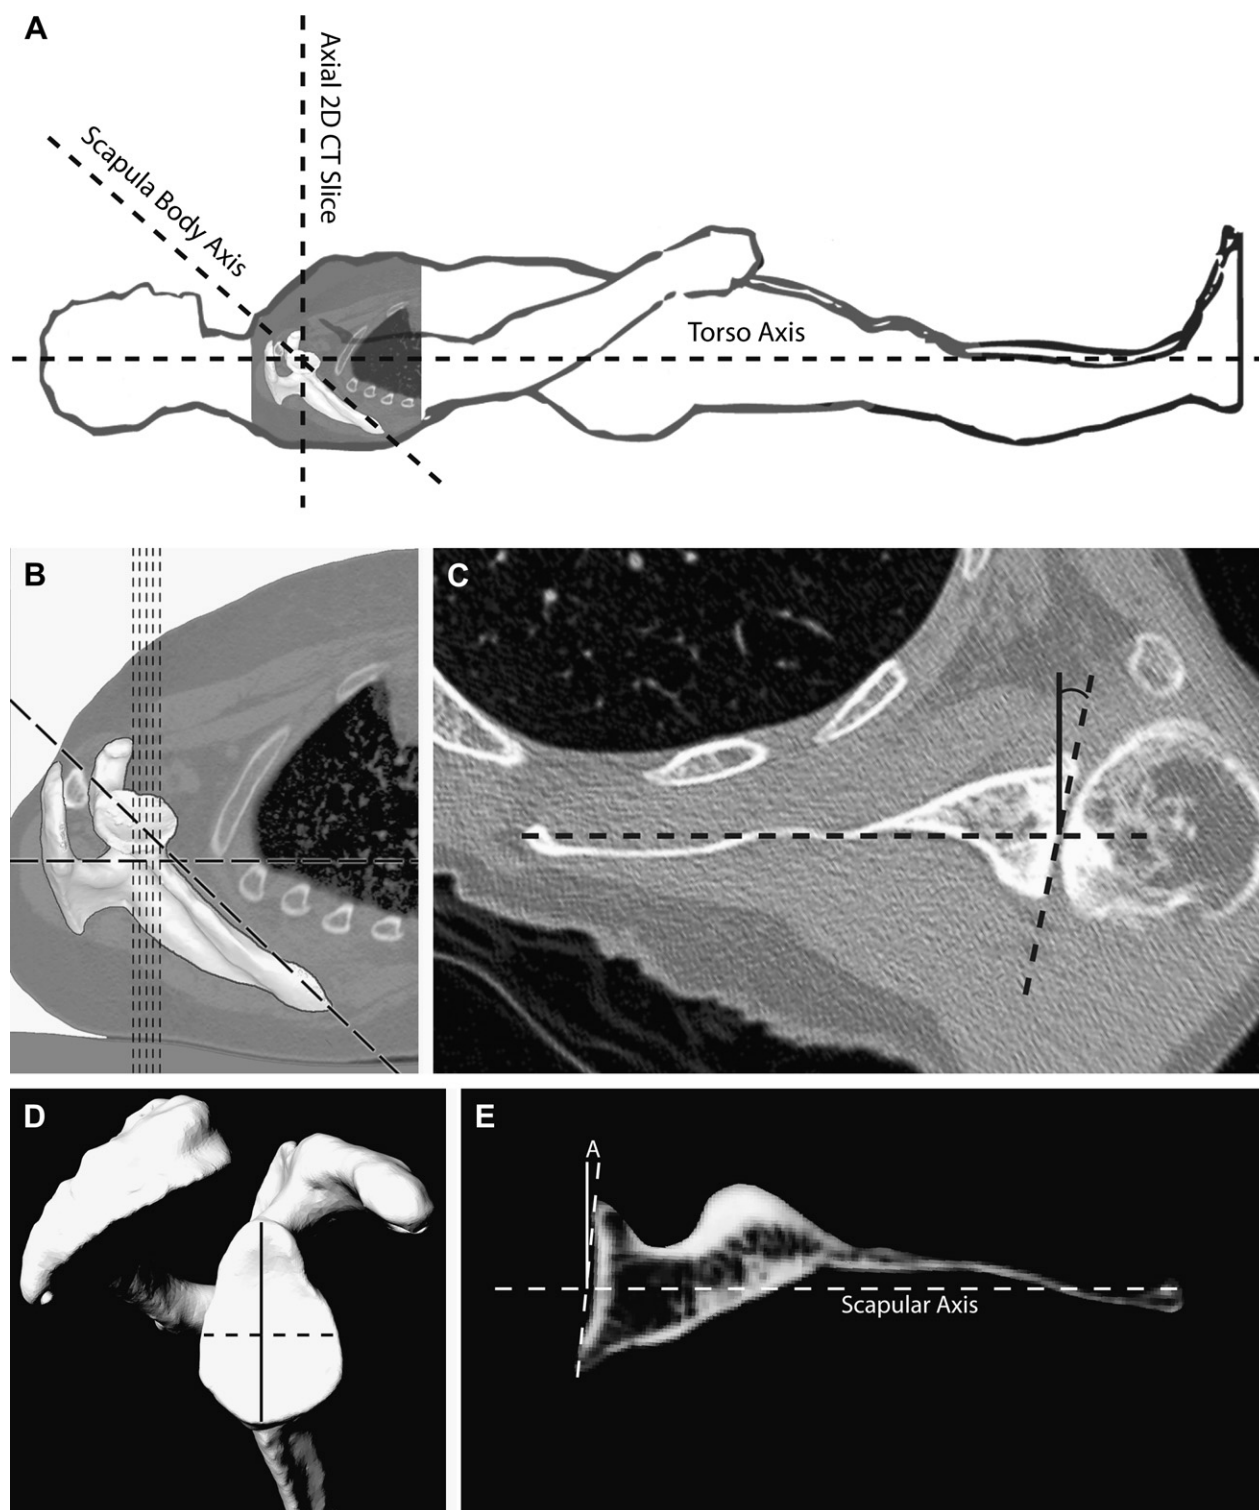 A
Axial 2D CT Slice
Scapula Body Axis
Torso Axis
B
C
D
E
A
Scapular Axis